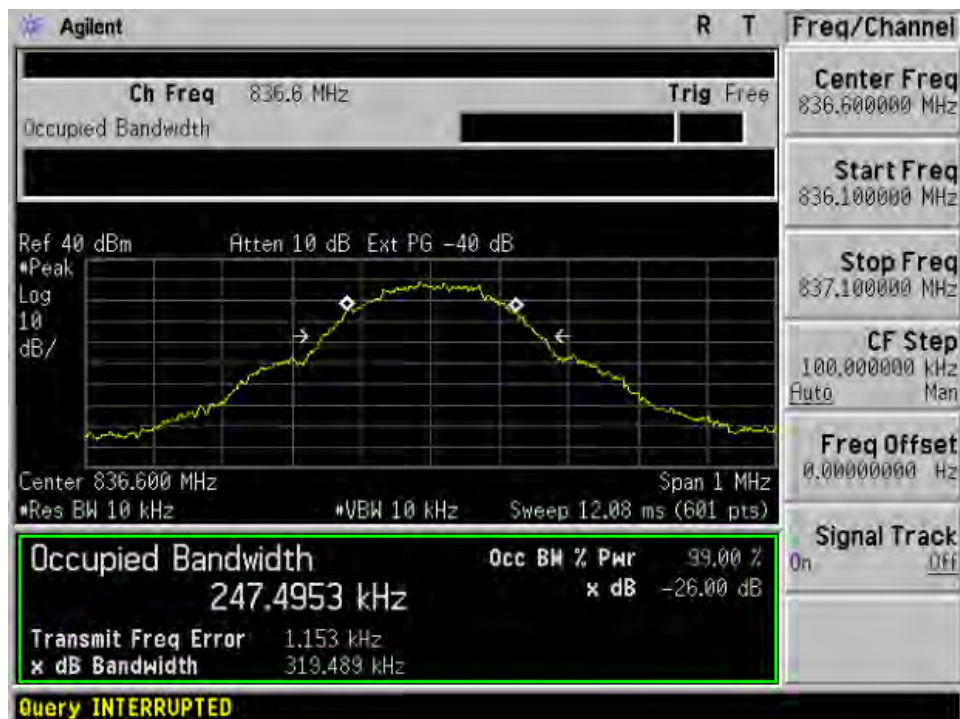 Agilent R T Freq/Channel
Ch Freq 836.6 MHz Trig Free
Occupied Bandwidth
Center Freq
836.600000 MHz
Start Freq
836.100000 MHz
Stop Freq
837.100000 MHz
CF Step
100.000000 kHz
Auto Man
Freq Offset
0.00000000 Hz
Signal Track
On Off
Ref 40 dBm Atten 10 dB Ext PG -40 dB
*Peak
Log
10
dB/
Center 836.600 MHz Span 1 MHz
*Res BW 10 kHz *VBW 10 kHz Sweep 12.08 ms (601 pts)
Occupied Bandwidth Occ BW % Pwr 99.00 %
247.4953 kHz x dB -26.00 dB
Transmit Freq Error 1.153 kHz
x dB Bandwidth 319.489 kHz
Query INTERRUPTED